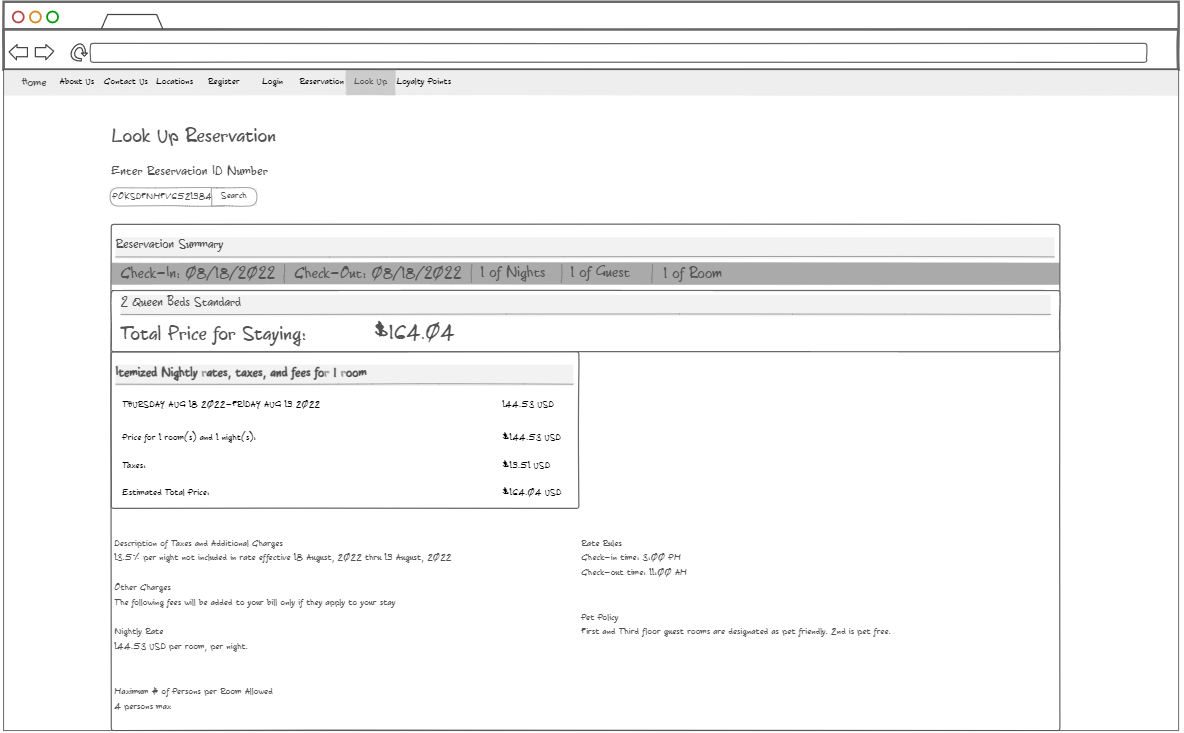 Home About Us Contact Us Locations Register Login Reservation Look Up Loyalty Points
Look Up Reservation
Enter Reservation ID Number
POKSDFNHFVG521984 Search
Reservation Summary
Check-In: 08/18/2022 Check-Out: 08/18/2022 1 of Nights 1 of Guest 1 of Room
2 Queen Beds Standard
Total Price for Staying: $164.04
Itemized Nightly rates, taxes, and fees for 1 room
THURSDAY AUG 18 2022-FRIDAY AUG 19 2022 144.53 USD
Price for 1 room(s) and 1 night(s): $144.53 USD
Taxes: $19.51 USD
Estimated Total Price: $164.04 USD
Description of Taxes and Additional Charges
13.5% per night not included in rate effective 18 August, 2022 thru 19 August, 2022
Other Charges
The following fees will be added to your bill only if they apply to your stay
Nightly Rate
144.53 USD per room, per night.
Maximum # of Persons per Room Allowed
4 persons max
Rate Rules
Check-in time: 3:00 PM
Check-out time: 11:00 AM
Pet Policy
First and Third floor guest rooms are designated as pet friendly. 2nd is pet free.